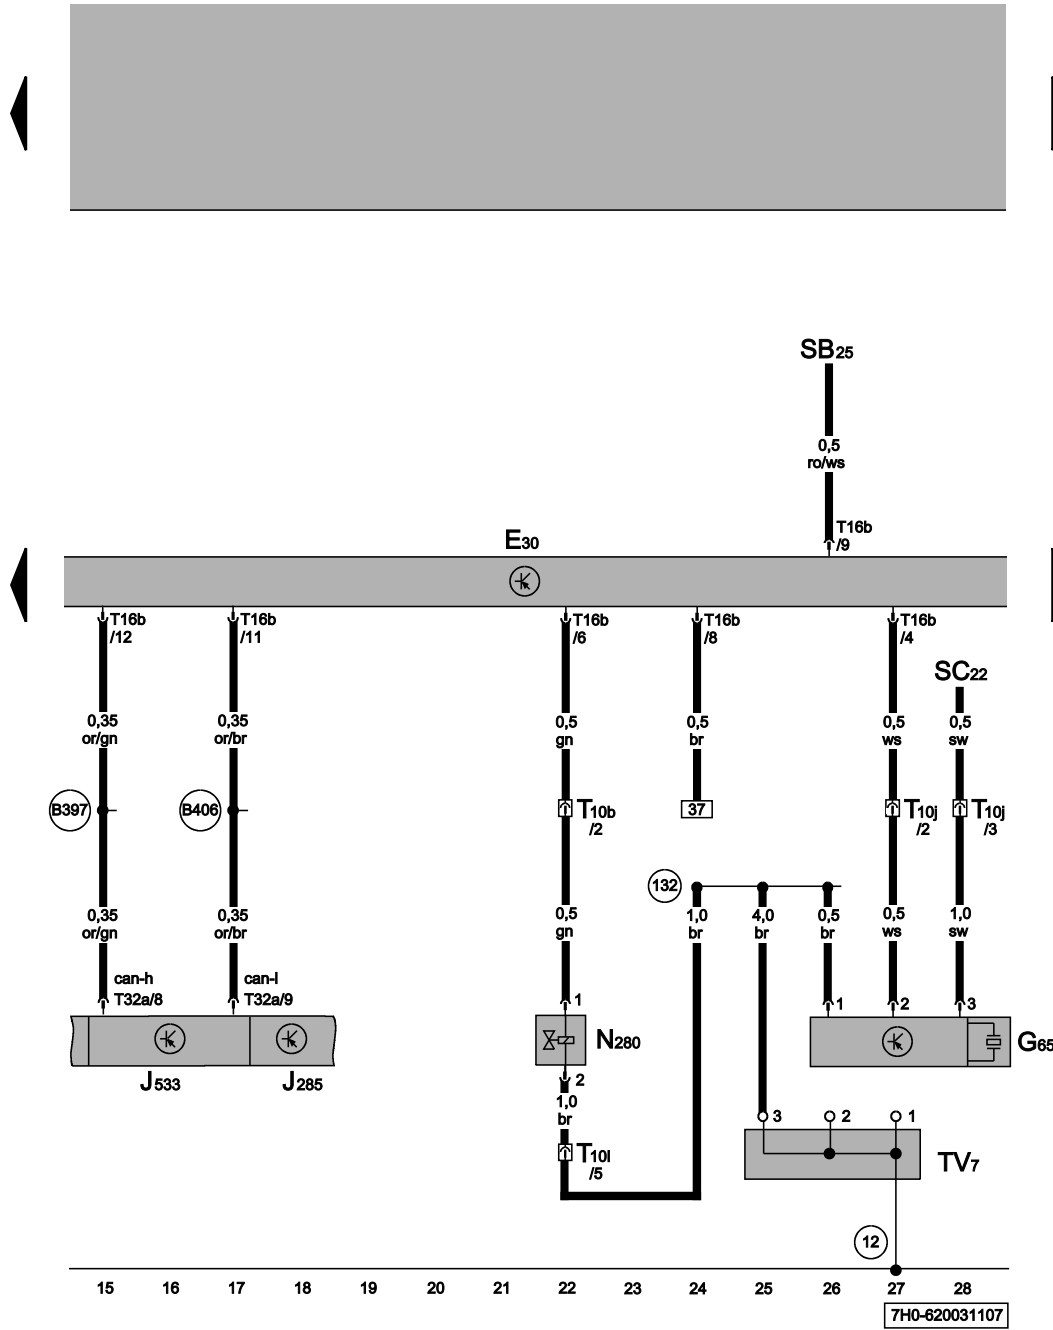 SB25
0,5
ro/ws
T16b
/9
E30
T16b
/12
T16b
/11
T16b
/6
T16b
/8
T16b
/4
SC22
0,35
or/gn
0,35
or/br
0,5
gn
0,5
br
0,5
ws
0,5
sw
B397
B406
T10b
/2
37
T10j
/2
T10j
/3
132
0,35
or/gn
0,35
or/br
0,5
gn
1,0
br
4,0
br
0,5
br
0,5
ws
1,0
sw
can-h
T32a/8
can-l
T32a/9
1
1
2
3
J533
J285
N280
G65
2
1,0
br
T10l
/5
3
2
1
TV7
12
15 16 17 18 19 20 21 22 23 24 25 26 27 28
7H0-620031107